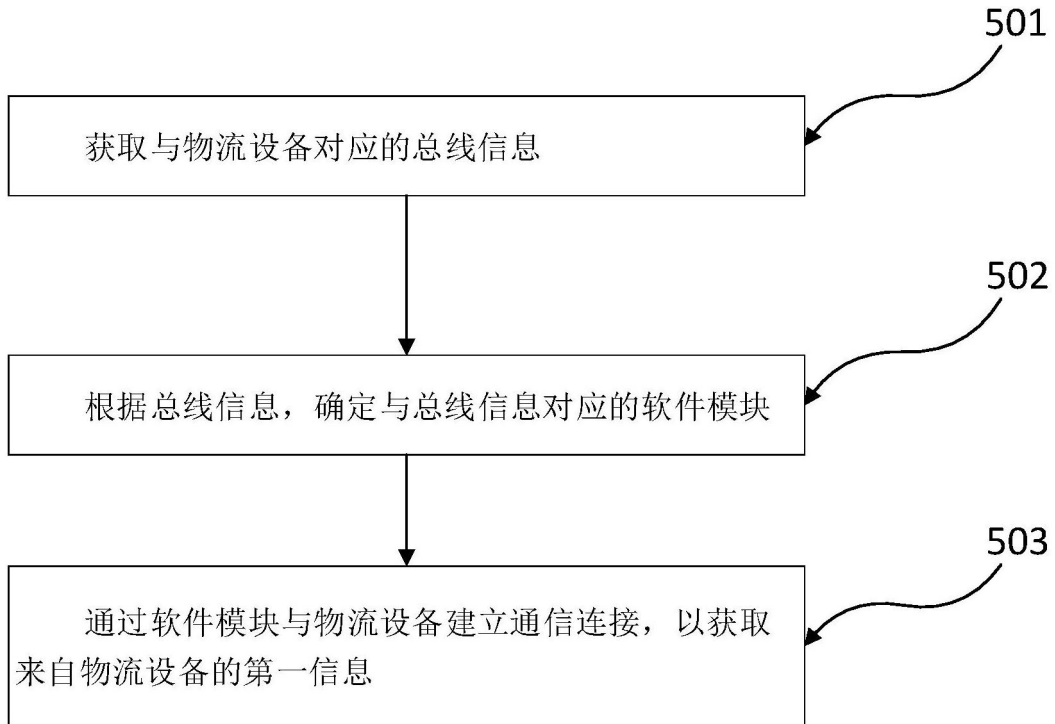 501
获取与物流设备对应的总线信息
502
根据总线信息，确定与总线信息对应的软件模块
503
通过软件模块与物流设备建立通信连接，以获取
来自物流设备的第一信息